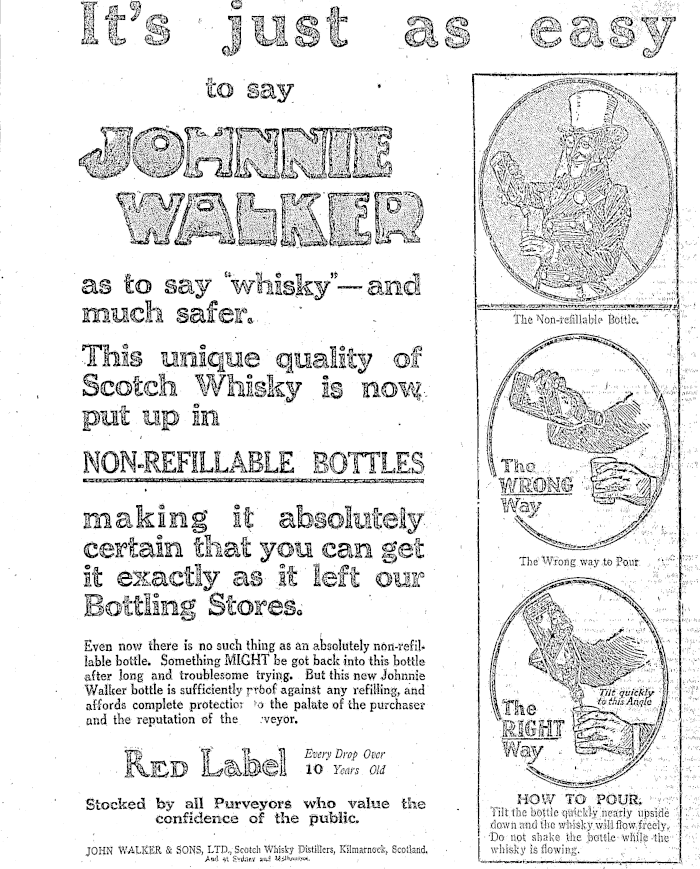 It's just as easy
to say
JOHNNIE
WALKER
as to say "whisky"—and
much safer.
This unique quality of
Scotch Whisky is now
put up in
NON-REFILLABLE BOTTLES
making it absolutely
certain that you can get
it exactly as it left our
Bottling Stores.
Even now there is no such thing as an absolutely non-refil-
lable bottle. Something MIGHT be got back into this bottle
after long and troublesome trying. But this new Johnnie
Walker bottle is sufficiently proof against any refilling, and
affords complete protection to the palate of the purchaser
and the reputation of the veyor.
RED Label
Every Drop Over
10 Years Old
Stocked by all Purveyors who value the
confidence of the public.
JOHN WALKER & SONS, LTD., Scotch Whisky Distillers, Kilmarnock, Scotland.
And at Sydney and Melbourne.
The Non-refillable Bottle.
The
WRONG
Way
The Wrong way to Pour
Tilt quickly
to this Angle
The
RIGHT
Way
HOW TO POUR.
Tilt the bottle quickly nearly upside
down and the whisky will flow freely.
Do not shake the bottle while the
whisky is flowing.